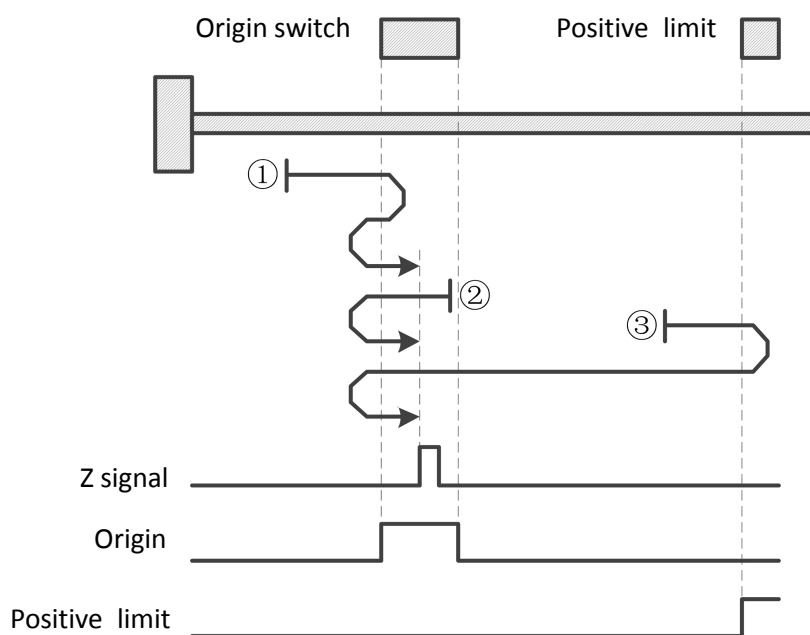 Origin switch
Positive limit
①
②
③
Z signal
Origin
Positive limit